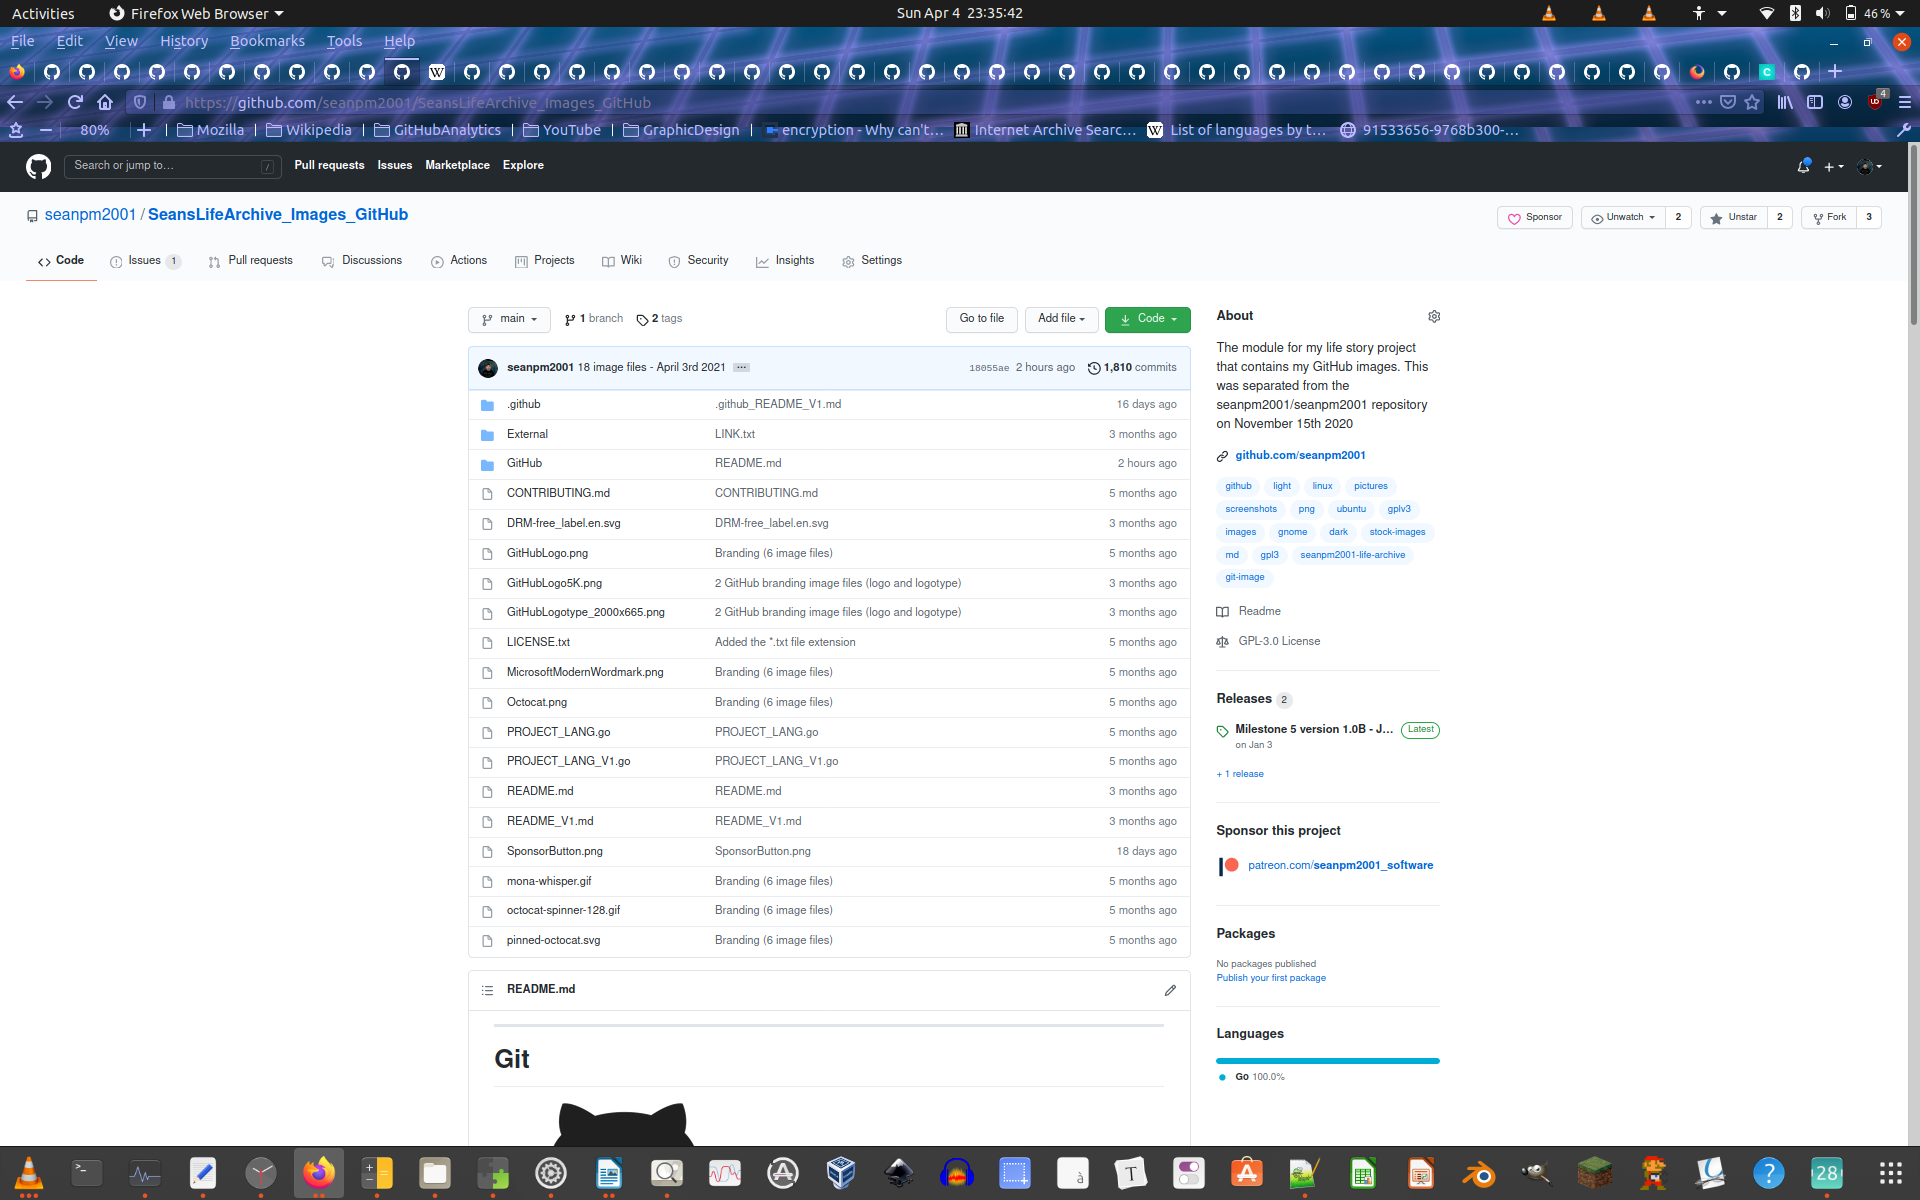 Activities Firefox Web Browser Sun Apr 4 23:35:42 46 %
File Edit View History Bookmarks Tools Help
https://github.com/seanpm2001/SeansLifeArchive_Images_GitHub 4
80% Mozilla Wikipedia GitHubAnalytics YouTube GraphicDesign encryption - Why can't… Internet Archive Searc… List of languages by t… 91533656-9768b300-…
Search or jump to… / Pull requests Issues Marketplace Explore
seanpm2001 / SeansLifeArchive_Images_GitHub Sponsor Unwatch 2 Unstar 2 Fork 3
Code Issues 1 Pull requests Discussions Actions Projects Wiki Security Insights Settings
main 1 branch 2 tags Go to file Add file Code
seanpm2001 18 image files - April 3rd 2021 ... 18055ae 2 hours ago 1,810 commits
.github .github_README_V1.md 16 days ago
External LINK.txt 3 months ago
GitHub README.md 2 hours ago
CONTRIBUTING.md CONTRIBUTING.md 5 months ago
DRM-free_label.en.svg DRM-free_label.en.svg 3 months ago
GitHubLogo.png Branding (6 image files) 5 months ago
GitHubLogo5K.png 2 GitHub branding image files (logo and logotype) 3 months ago
GitHubLogotype_2000x665.png 2 GitHub branding image files (logo and logotype) 3 months ago
LICENSE.txt Added the *.txt file extension 5 months ago
MicrosoftModernWordmark.png Branding (6 image files) 5 months ago
Octocat.png Branding (6 image files) 5 months ago
PROJECT_LANG.go PROJECT_LANG.go 5 months ago
PROJECT_LANG_V1.go PROJECT_LANG_V1.go 5 months ago
README.md README.md 3 months ago
README_V1.md README_V1.md 3 months ago
SponsorButton.png SponsorButton.png 18 days ago
mona-whisper.gif Branding (6 image files) 5 months ago
octocat-spinner-128.gif Branding (6 image files) 5 months ago
pinned-octocat.svg Branding (6 image files) 5 months ago
README.md
Git
About
The module for my life story project
that contains my GitHub images. This
was separated from the
seanpm2001/seanpm2001 repository
on November 15th 2020
github.com/seanpm2001
github light linux pictures
screenshots png ubuntu gplv3
images gnome dark stock-images
md gpl3 seanpm2001-life-archive
git-image
Readme
GPL-3.0 License
Releases 2
Milestone 5 version 1.0B - J... Latest
on Jan 3
+ 1 release
Sponsor this project
patreon.com/seanpm2001_software
Packages
No packages published
Publish your first package
Languages
Go 100.0%
28